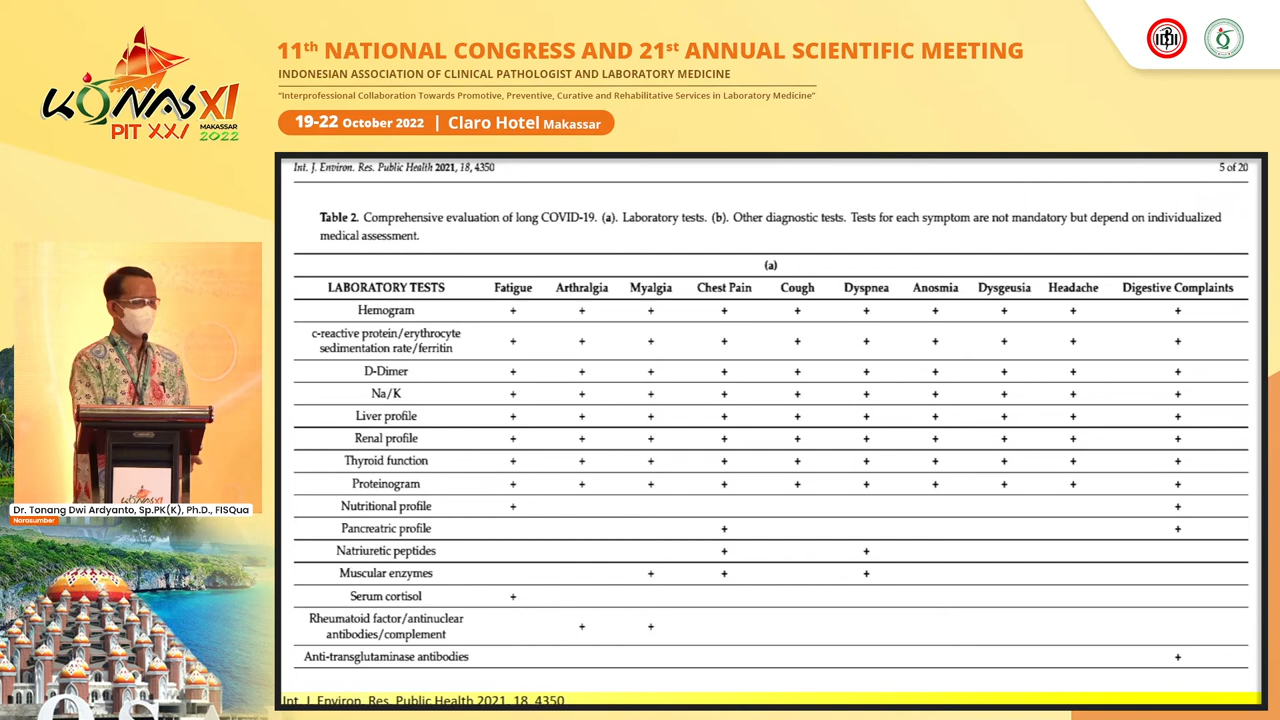 KONAS XI
PIT XXI
MAKASSAR
2022
11th NATIONAL CONGRESS AND 21st ANNUAL SCIENTIFIC MEETING
INDONESIAN ASSOCIATION OF CLINICAL PATHOLOGIST AND LABORATORY MEDICINE
"Interprofessional Collaboration Towards Promotive, Preventive, Curative and Rehabilitative Services in Laboratory Medicine"
19-22 October 2022 | Claro Hotel Makassar
IDI
Int. J. Environ. Res. Public Health 2021, 18, 4350 5 of 20
Table 2. Comprehensive evaluation of long COVID-19. (a). Laboratory tests. (b). Other diagnostic tests. Tests for each symptom are not mandatory but depend on individualized
medical assessment.
(a)
LABORATORY TESTS Fatigue Arthralgia Myalgia Chest Pain Cough Dyspnea Anosmia Dysgeusia Headache Digestive Complaints
Hemogram + + + + + + + + + +
c-reactive protein/erythrocyte
sedimentation rate/ferritin + + + + + + + + + +
D-Dimer + + + + + + + + + +
Na/K + + + + + + + + + +
Liver profile + + + + + + + + + +
Renal profile + + + + + + + + + +
Thyroid function + + + + + + + + + +
Proteinogram + + + + + + + + + +
Nutritional profile + +
Pancreatric profile + +
Natriuretic peptides + +
Muscular enzymes + + +
Serum cortisol +
Rheumatoid factor/antinuclear
antibodies/complement + +
Anti-transglutaminase antibodies +
Int. J. Environ. Res. Public Health 2021, 18, 4350
Dr. Tonang Dwi Ardyanto, Sp.PK(K), Ph.D., FISQua
Narasumber